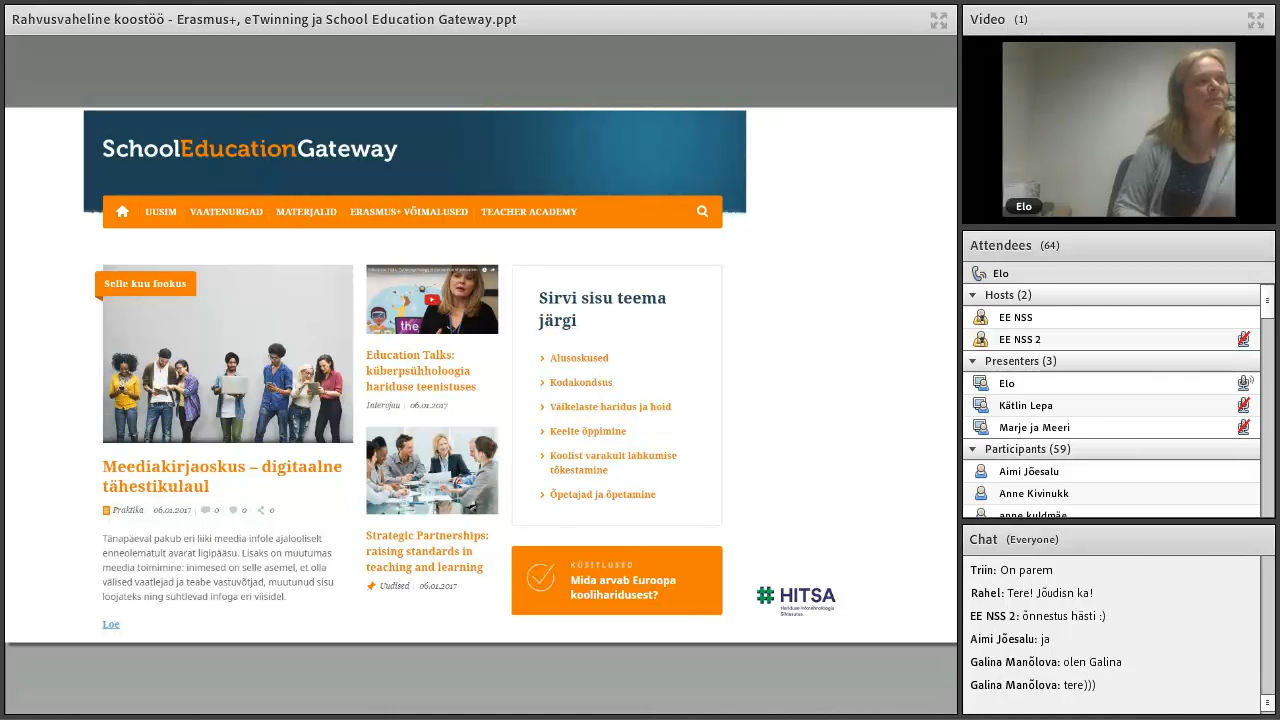 Rahvusvaheline koostöö - Erasmus+, eTwinning ja School Education Gateway.ppt
SchoolEducationGateway
UUSIM VAATENURGAD MATERJALID ERASMUS+ VÕIMALUSED TEACHER ACADEMY
Selle kuu fookus
Meediakirjaoskus – digitaalne
tähestikulaul
Praktika 06.01.2017 0 0 0
Tänapäeval pakub eri liiki meedia infole ajalooliselt
enneolematult avarat ligipääsu. Lisaks on muutumas
meedia toimimine: inimesed on selle asemel, et olla
välised vaatlejad ja teabe vastuvõtjad, muutunud sisu
loojateks ning suhtlevad infoga eri viisidel.
Loe
the
Education Talks:
küberpsühholoogia
hariduse teenistuses
Intervjuu 06.01.2017
Strategic Partnerships:
raising standards in
teaching and learning
Uudised 06.01.2017
Sirvi sisu teema
järgi
Alusoskused
Kodakondsus
Väikelaste haridus ja hoid
Keelte õppimine
Koolist varakult lahkumise
tõkestamine
Õpetajad ja õpetamine
KÜSITLUSED
Mida arvab Euroopa
kooliharidusest?
HITSA
Hariduse Infotehnoloogia
Sihtasutus
Video (1)
Elo
Attendees (64)
Elo
Hosts (2)
EE NSS
EE NSS 2
Presenters (3)
Elo
Kätlin Lepa
Marje ja Meeri
Participants (59)
Aimi Jõesalu
Anne Kivinukk
anne kuldmäe
Chat (Everyone)
Triin: On parem
Rahel: Tere! Jõudisn ka!
EE NSS 2: õnnestus hästi :)
Aimi Jõesalu: ja
Galina Manõlova: olen Galina
Galina Manõlova: tere)))